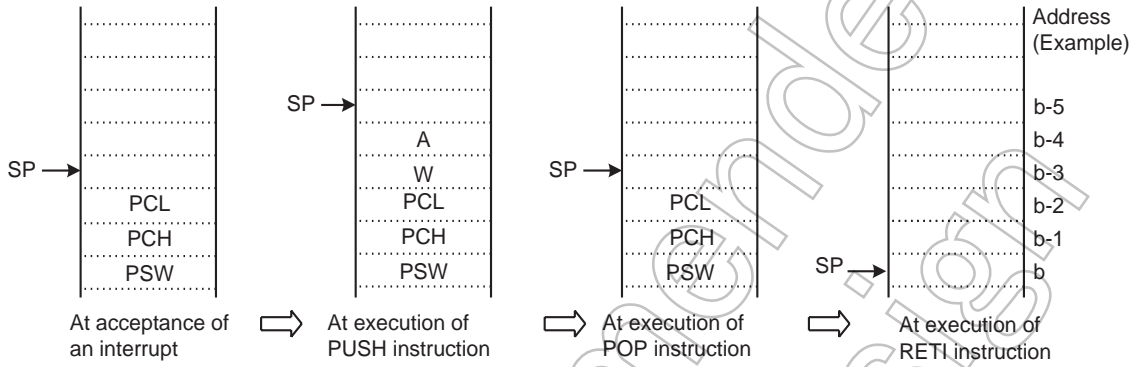 Address
(Example)
SP
b-5
A
b-4
SP
W
SP
b-3
PCL
PCL
PCL
b-2
PCH
PCH
PCH
b-1
PSW
PSW
PSW
SP
b
At acceptance of
an interrupt
At execution of
PUSH instruction
At execution of
POP instruction
At execution of
RETI instruction